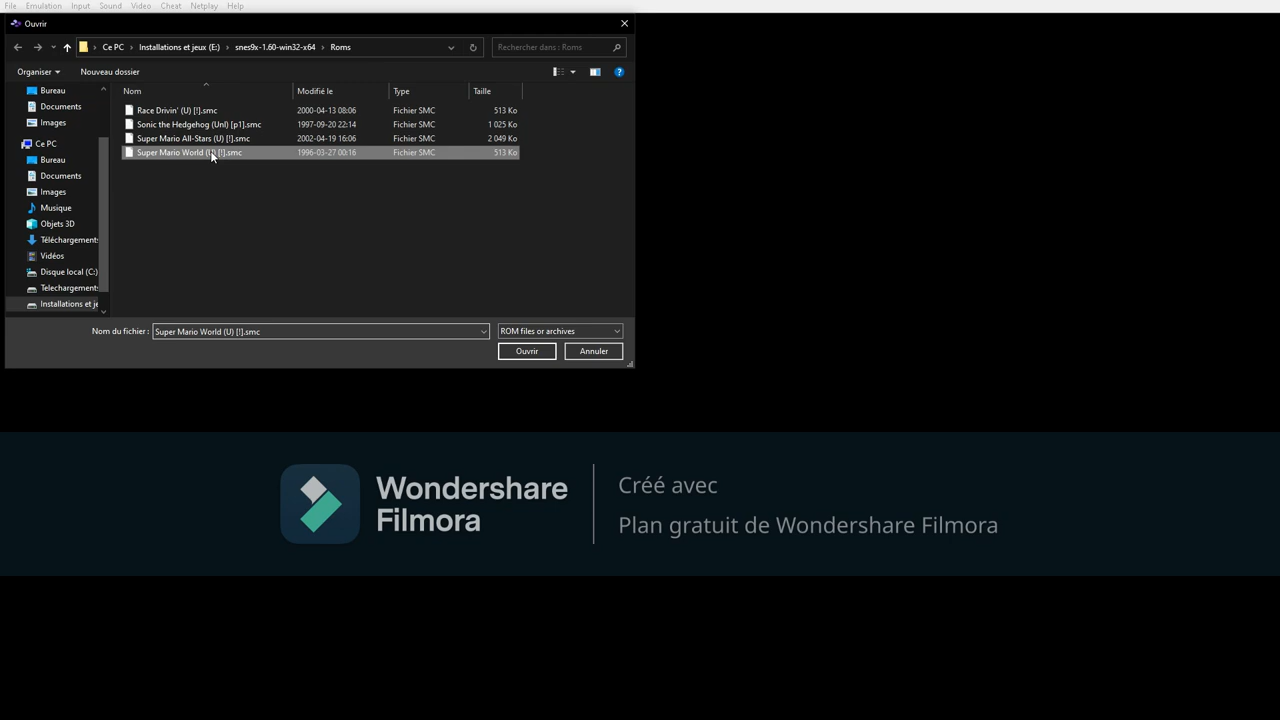 File Emulation Input Sound Video Cheat Netplay Help
Ouvrir
Ce PC Installations et jeux (E:) snes9x-1.60-win32-x64 Roms
Rechercher dans : Roms
Organiser Nouveau dossier
Nom Modifié le Type Taille
Race Drivin' (U) [!].smc 2000-04-13 08:06 Fichier SMC 513 Ko
Sonic the Hedgehog (Unl) [p1].smc 1997-09-20 22:14 Fichier SMC 1 025 Ko
Super Mario All-Stars (U) [!].smc 2002-04-19 16:06 Fichier SMC 2 049 Ko
Super Mario World (U) [!].smc 1996-03-27 00:16 Fichier SMC 513 Ko
Bureau
Documents
Images
Ce PC
Bureau
Documents
Images
Musique
Objets 3D
Téléchargements
Vidéos
Disque local (C:)
Telechargement
Installations et je
Nom du fichier : Super Mario World (U) [!].smc ROM files or archives
Ouvrir Annuler
Wondershare
Filmora
Créé avec
Plan gratuit de Wondershare Filmora